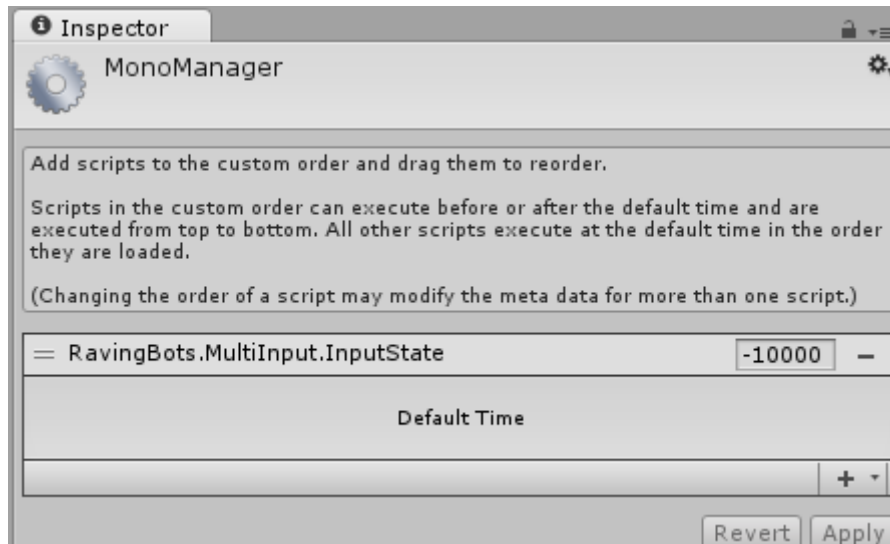 Inspector
MonoManager
Add scripts to the custom order and drag them to reorder.
Scripts in the custom order can execute before or after the default time and are
executed from top to bottom. All other scripts execute at the default time in the order
they are loaded.
(Changing the order of a script may modify the meta data for more than one script.)
RavingBots.MultiInput.InputState -10000
Default Time
Revert Apply